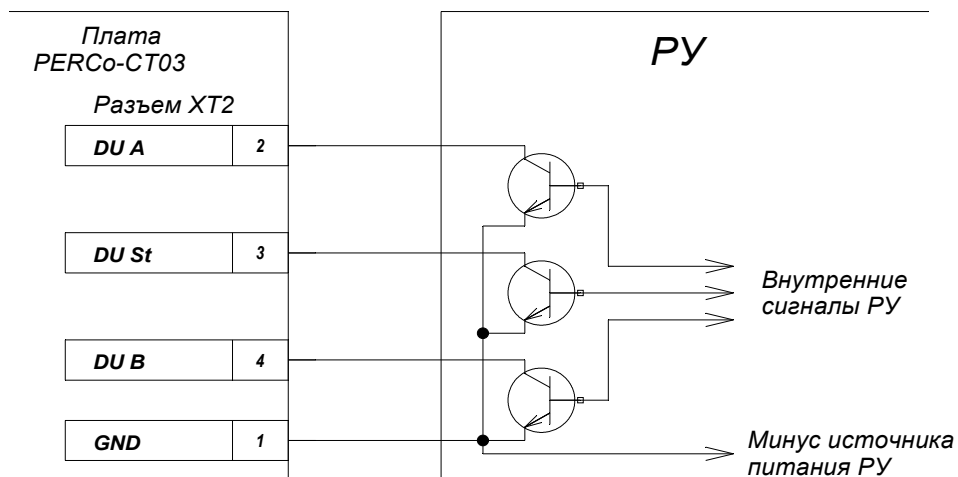 Плата
PERCo-CT03
РУ
Разъем XT2
DU A 2
DU St 3
Внутренние
сигналы РУ
DU B 4
GND 1
Минус источника
питания РУ